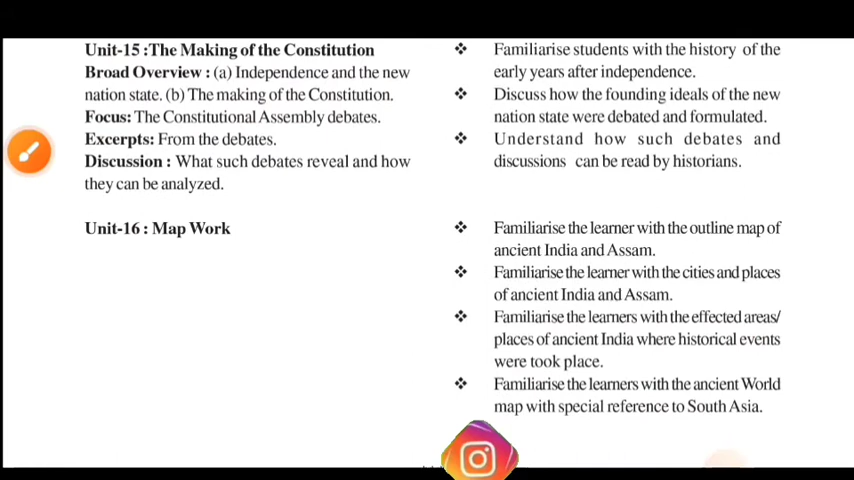 Unit-15 :The Making of the Constitution
Broad Overview : (a) Independence and the new
nation state. (b) The making of the Constitution.
Focus: The Constitutional Assembly debates.
Excerpts: From the debates.
Discussion : What such debates reveal and how
they can be analyzed.
❖ Familiarise students with the history of the
early years after independence.
❖ Discuss how the founding ideals of the new
nation state were debated and formulated.
❖ Understand how such debates and
discussions can be read by historians.
Unit-16 : Map Work
❖ Familiarise the learner with the outline map of
ancient India and Assam.
❖ Familiarise the learner with the cities and places
of ancient India and Assam.
❖ Familiarise the learners with the effected areas/
places of ancient India where historical events
were took place.
❖ Familiarise the learners with the ancient World
map with special reference to South Asia.